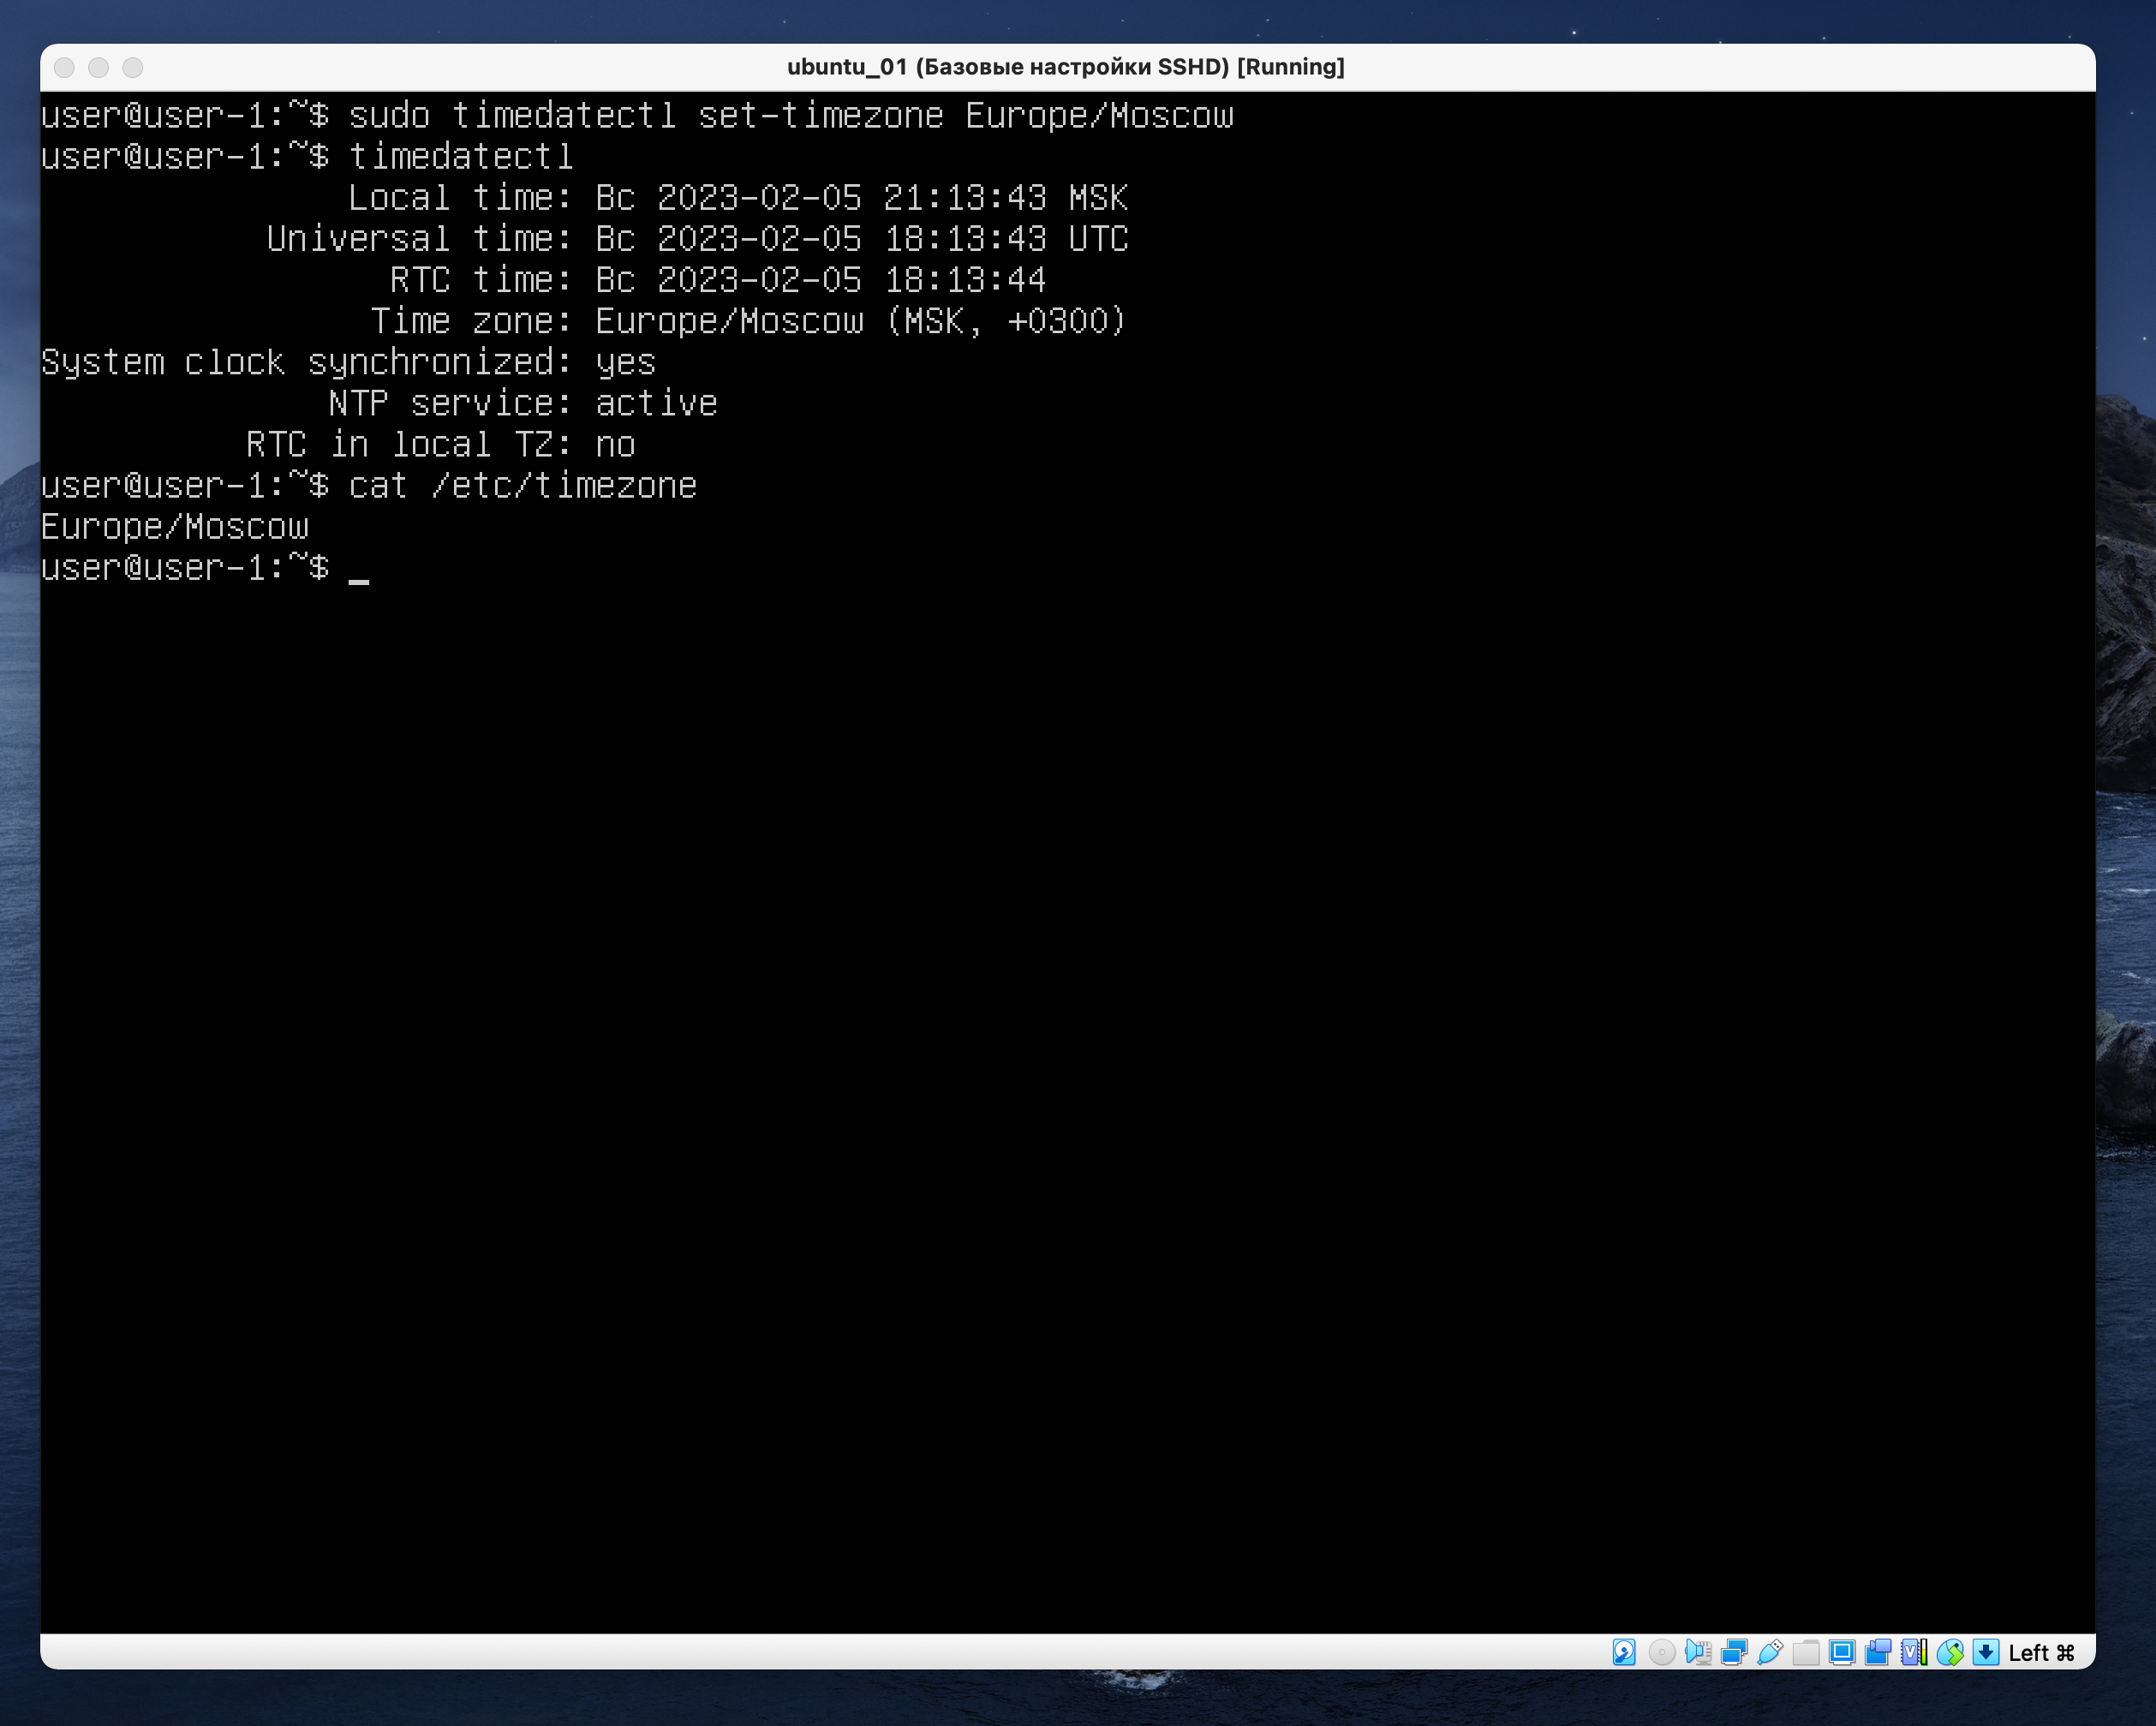 ubuntu_01 (Базовые настройки SSHD) [Running]
user@user-1:~$ sudo timedatectl set-timezone Europe/Moscow
user@user-1:~$ timedatectl
Local time: Вс 2023-02-05 21:13:43 MSK
Universal time: Вс 2023-02-05 18:13:43 UTC
RTC time: Вс 2023-02-05 18:13:44
Time zone: Europe/Moscow (MSK, +0300)
System clock synchronized: yes
NTP service: active
RTC in local TZ: no
user@user-1:~$ cat /etc/timezone
Europe/Moscow
user@user-1:~$ _
Left ⌘